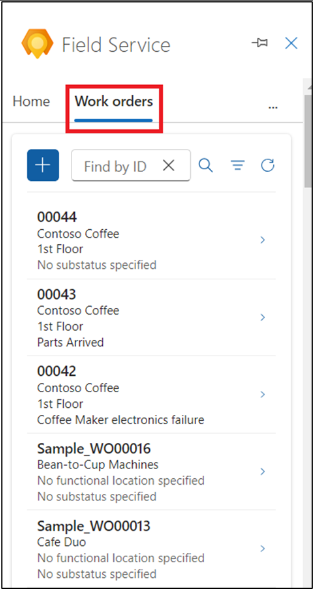 Field Service
Home Work orders ...
Find by ID
00044
Contoso Coffee
1st Floor
No substatus specified
00043
Contoso Coffee
1st Floor
Parts Arrived
00042
Contoso Coffee
1st Floor
Coffee Maker electronics failure
Sample_WO00016
Bean-to-Cup Machines
No functional location specified
No substatus specified
Sample_WO00013
Cafe Duo
No functional location specified
No substatus specified